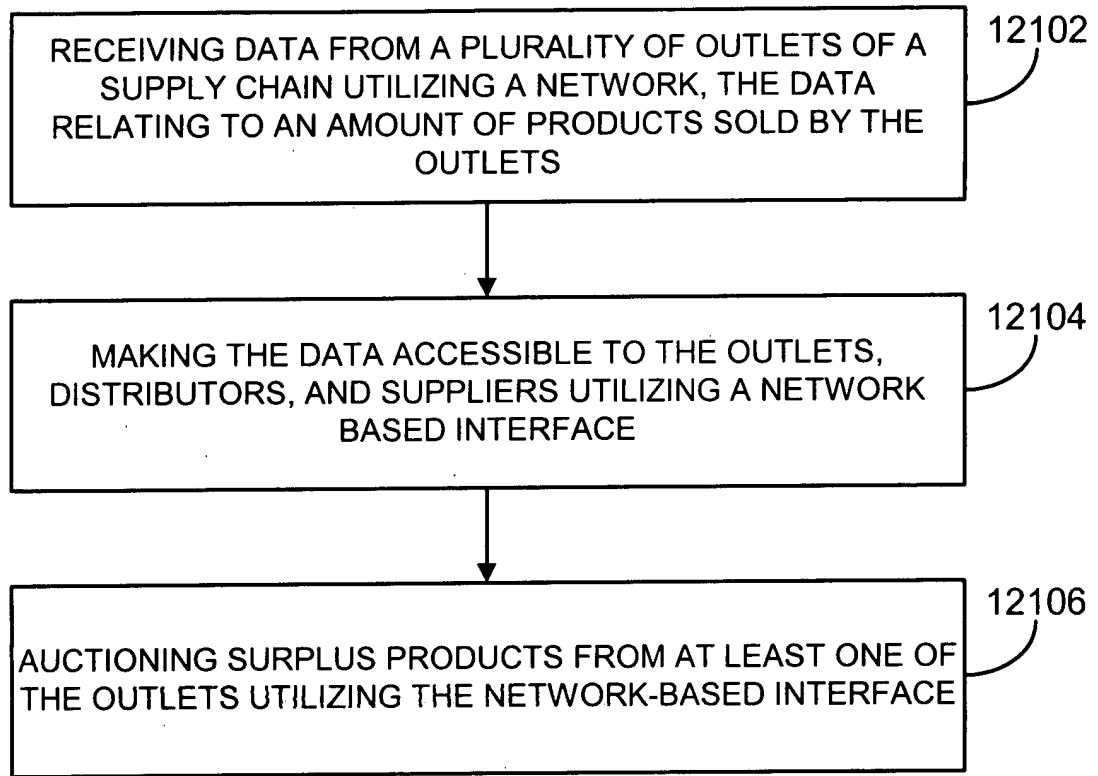 RECEIVING DATA FROM A PLURALITY OF OUTLETS OF A
SUPPLY CHAIN UTILIZING A NETWORK, THE DATA
RELATING TO AN AMOUNT OF PRODUCTS SOLD BY THE
OUTLETS
12102
MAKING THE DATA ACCESSIBLE TO THE OUTLETS,
DISTRIBUTORS, AND SUPPLIERS UTILIZING A NETWORK
BASED INTERFACE
12104
AUCTIONING SURPLUS PRODUCTS FROM AT LEAST ONE OF
THE OUTLETS UTILIZING THE NETWORK-BASED INTERFACE
12106